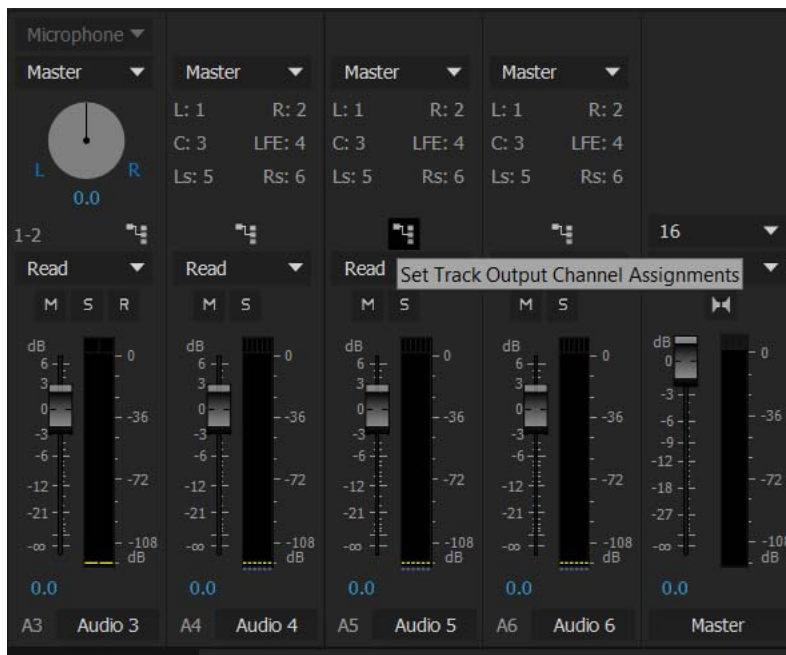 Microphone
Master Master Master Master
L: 1 R: 2 L: 1 R: 2 L: 1 R: 2
C: 3 LFE: 4 C: 3 LFE: 4 C: 3 LFE: 4
L R Ls: 5 Rs: 6 Ls: 5 Rs: 6 Ls: 5 Rs: 6
0.0
1-2 16
Read Read Read Set Track Output Channel Assignments
M S R M S M S M S
dB dB dB dB dB
6 0 6 0 6 0 6 0 0 0
3 3 3 3
0 -36 0 -36 0 -36 0 -36 -3 -36
-3 -3 -3 -3 -6
-6 -6 -6 -6 -9
-12 -72 -12 -72 -12 -72 -12 -72 -12 -72
-18
-21 -21 -21 -21 -27
-∞ -108 -∞ -108 -∞ -108 -∞ -108 -∞ -108
dB dB dB dB dB
0.0 0.0 0.0 0.0 0.0
A3 Audio 3 A4 Audio 4 A5 Audio 5 A6 Audio 6 Master